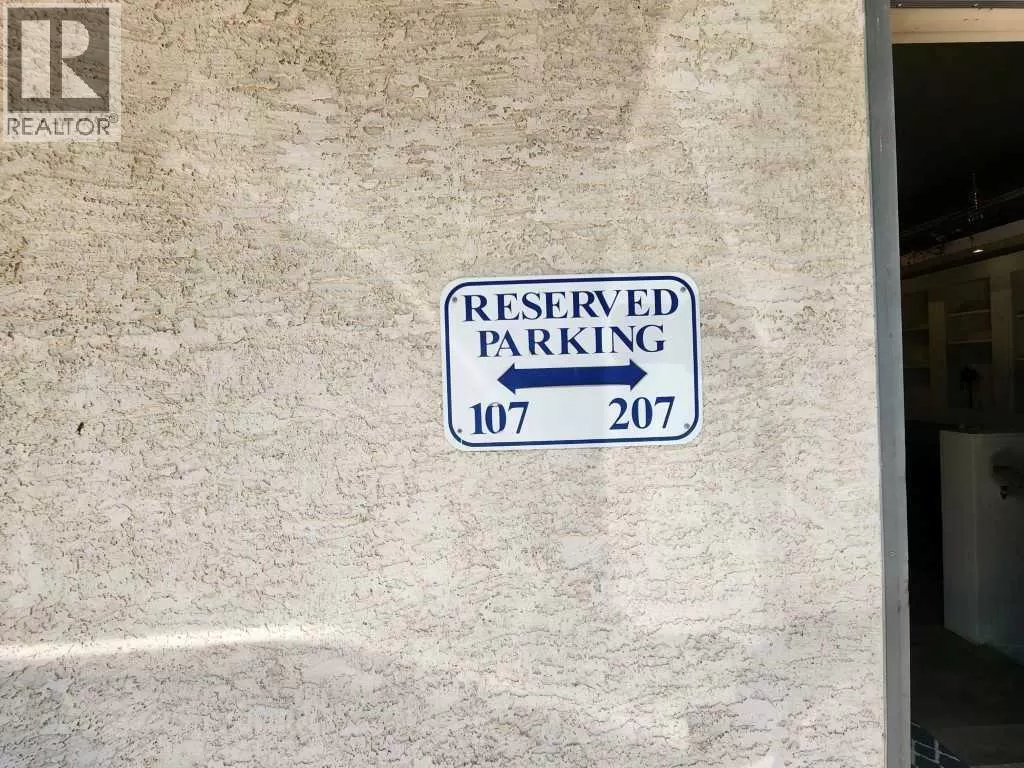 R
REALTOR®
RESERVED
PARKING
107 207